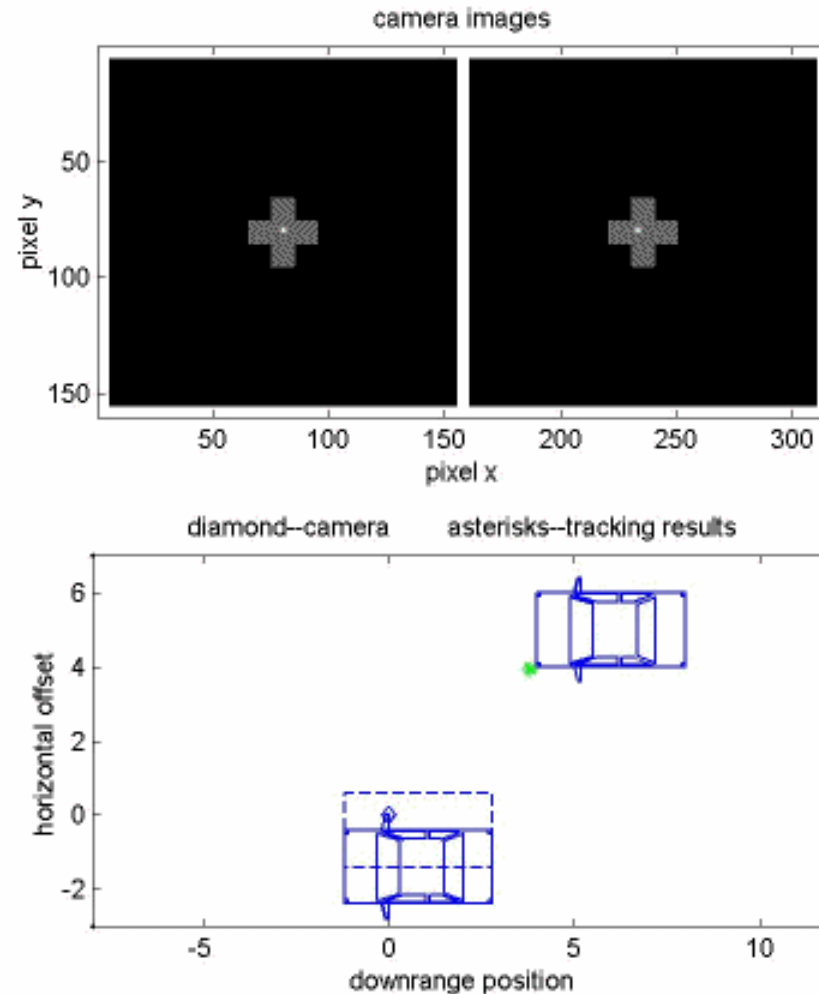 camera images
50
100
150
pixel y
50 100 150 200 250 300
pixel x
diamond--camera asterisks--tracking results
6
4
2
0
-2
horizontal offset
-5 0 5 10
downrange position